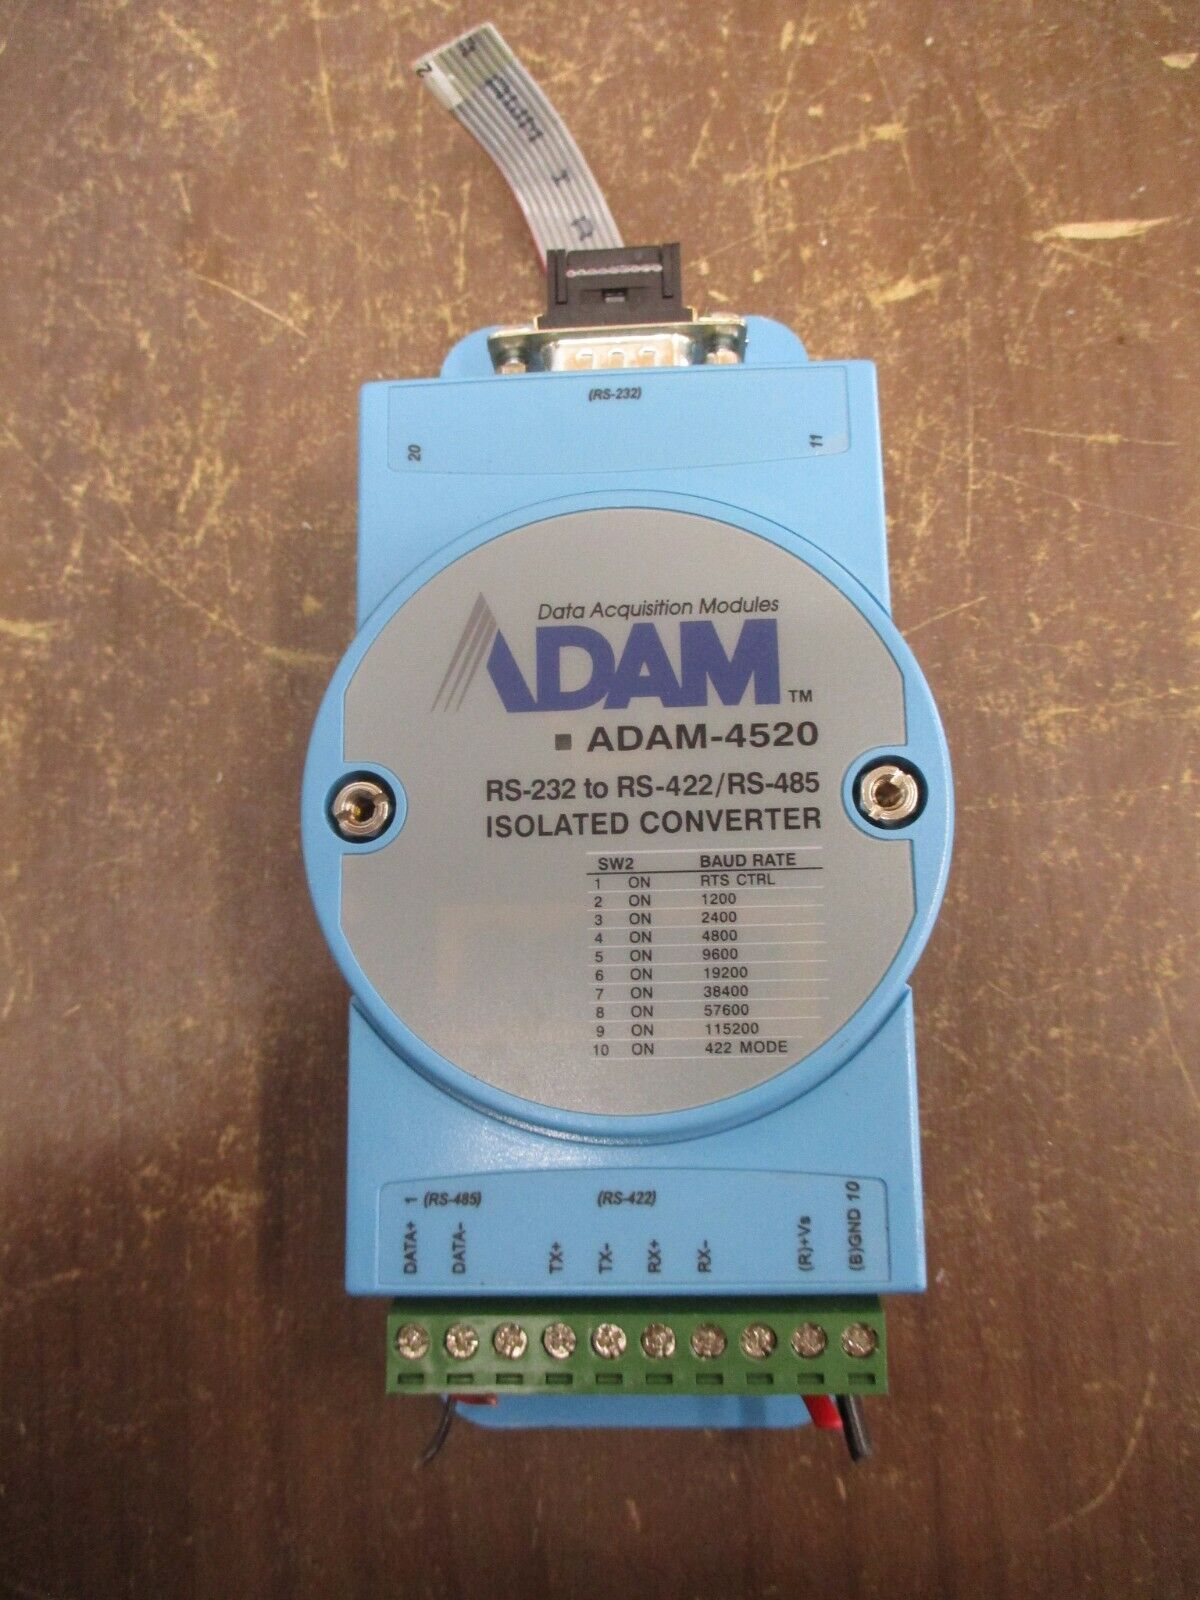 2
AWM I
(RS-232)
20
11
Data Acquisition Modules
ADAM TM
ADAM-4520
RS-232 to RS-422/RS-485
ISOLATED CONVERTER
SW2 BAUD RATE
1 ON RTS CTRL
2 ON 1200
3 ON 2400
4 ON 4800
5 ON 9600
6 ON 19200
7 ON 38400
8 ON 57600
9 ON 115200
10 ON 422 MODE
1 (RS-485) (RS-422) 10
DATA+ DATA- TX+ TX- RX+ RX- (R)+Vs (B)GND